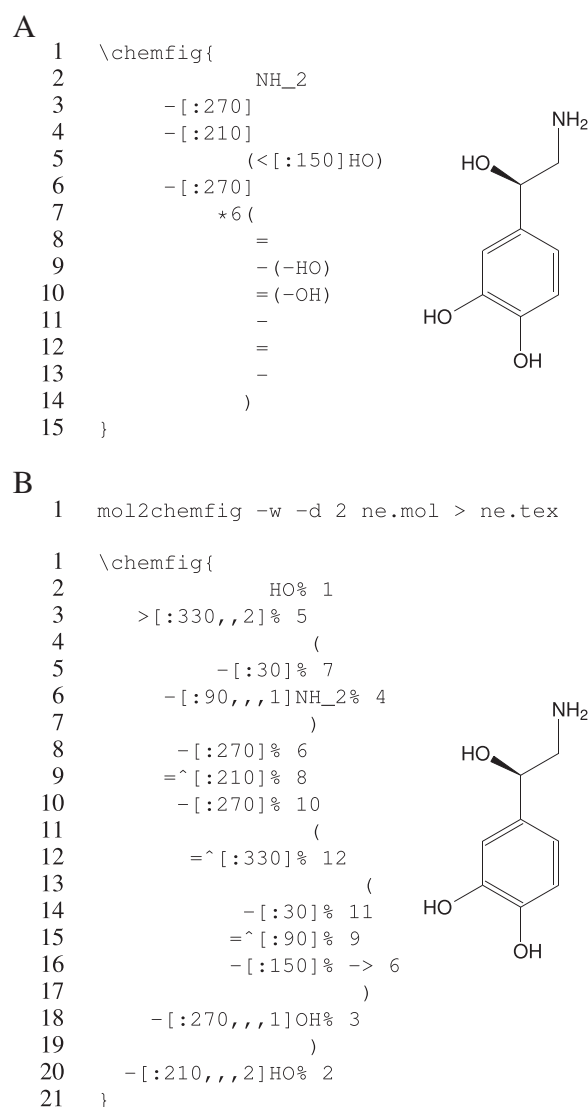 A
1 \chemfig{
2 NH_2
3 -[:270]
4 -[:210]
5 (<[:150]HO)
6 -[:270]
7 *6(
8 =
9 -(-HO)
10 =(-OH)
11 -
12 =
13 -
14 )
15 }
NH2
HO
HO
OH
B
1 mol2chemfig -w -d 2 ne.mol > ne.tex
1 \chemfig{
2 HO% 1
3 >[:330,,2]% 5
4 (
5 -[:30]% 7
6 -[:90,,,1]NH_2% 4
7 )
8 -[:270]% 6
9 =^[:210]% 8
10 -[:270]% 10
11 (
12 =^[:330]% 12
13 (
14 -[:30]% 11
15 =^[:90]% 9
16 -[:150]% -> 6
17 )
18 -[:270,,,1]OH% 3
19 )
20 -[:210,,,2]HO% 2
21 }
NH2
HO
HO
OH